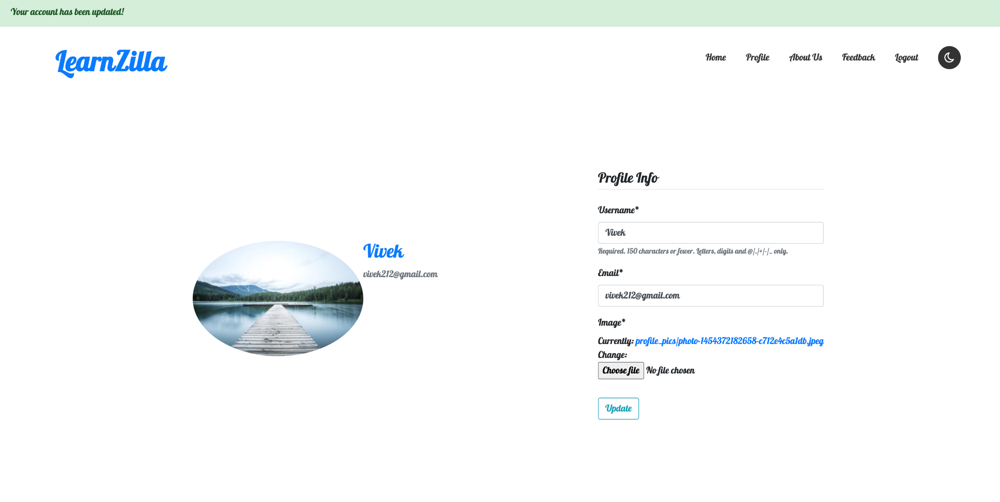 Your account has been updated!
LearnZilla
Home Profile About Us Feedback Logout
Vivek
vivek212@gmail.com
Profile Info
Username*
Vivek
Required. 150 characters or fewer. Letters, digits and @/./+/-/_ only.
Email*
vivek212@gmail.com
Image*
Currently: profile_pics/photo-1454372182658-c712e4c5a1db.jpeg
Change:
Choose file No file chosen
Update